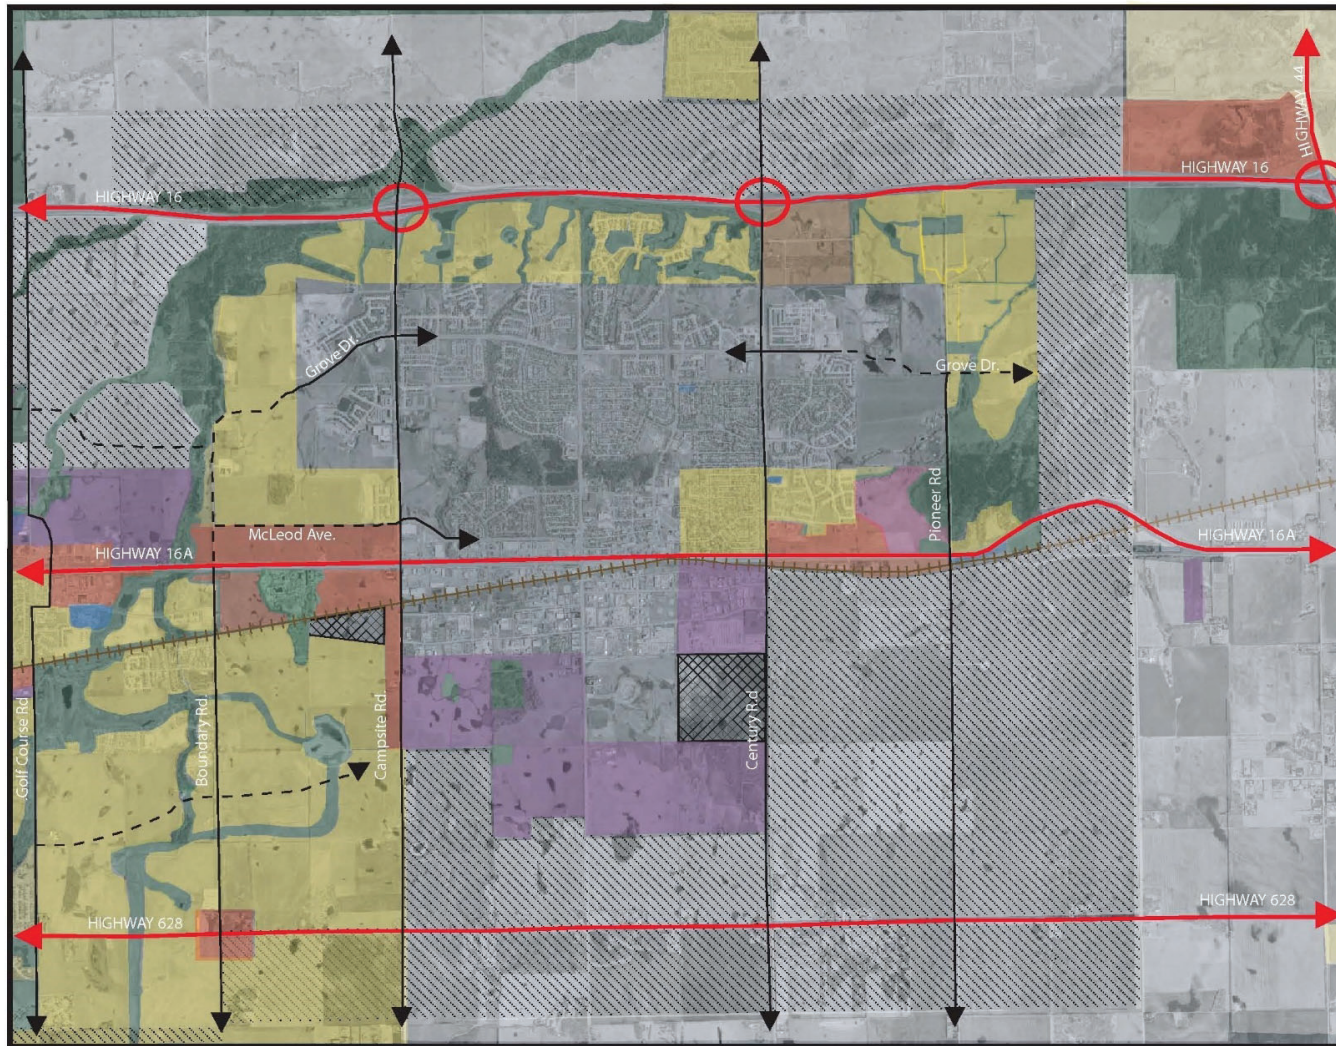 HIGHWAY 44
HIGHWAY 16
HIGHWAY 16
Grove Dr.
Grove Dr.
Pioneer Rd
McLeod Ave.
HIGHWAY 16A
HIGHWAY 16A
Golf Course Rd
Boundary Rd
Campsite Rd.
Century Rd
HIGHWAY 628
HIGHWAY 628